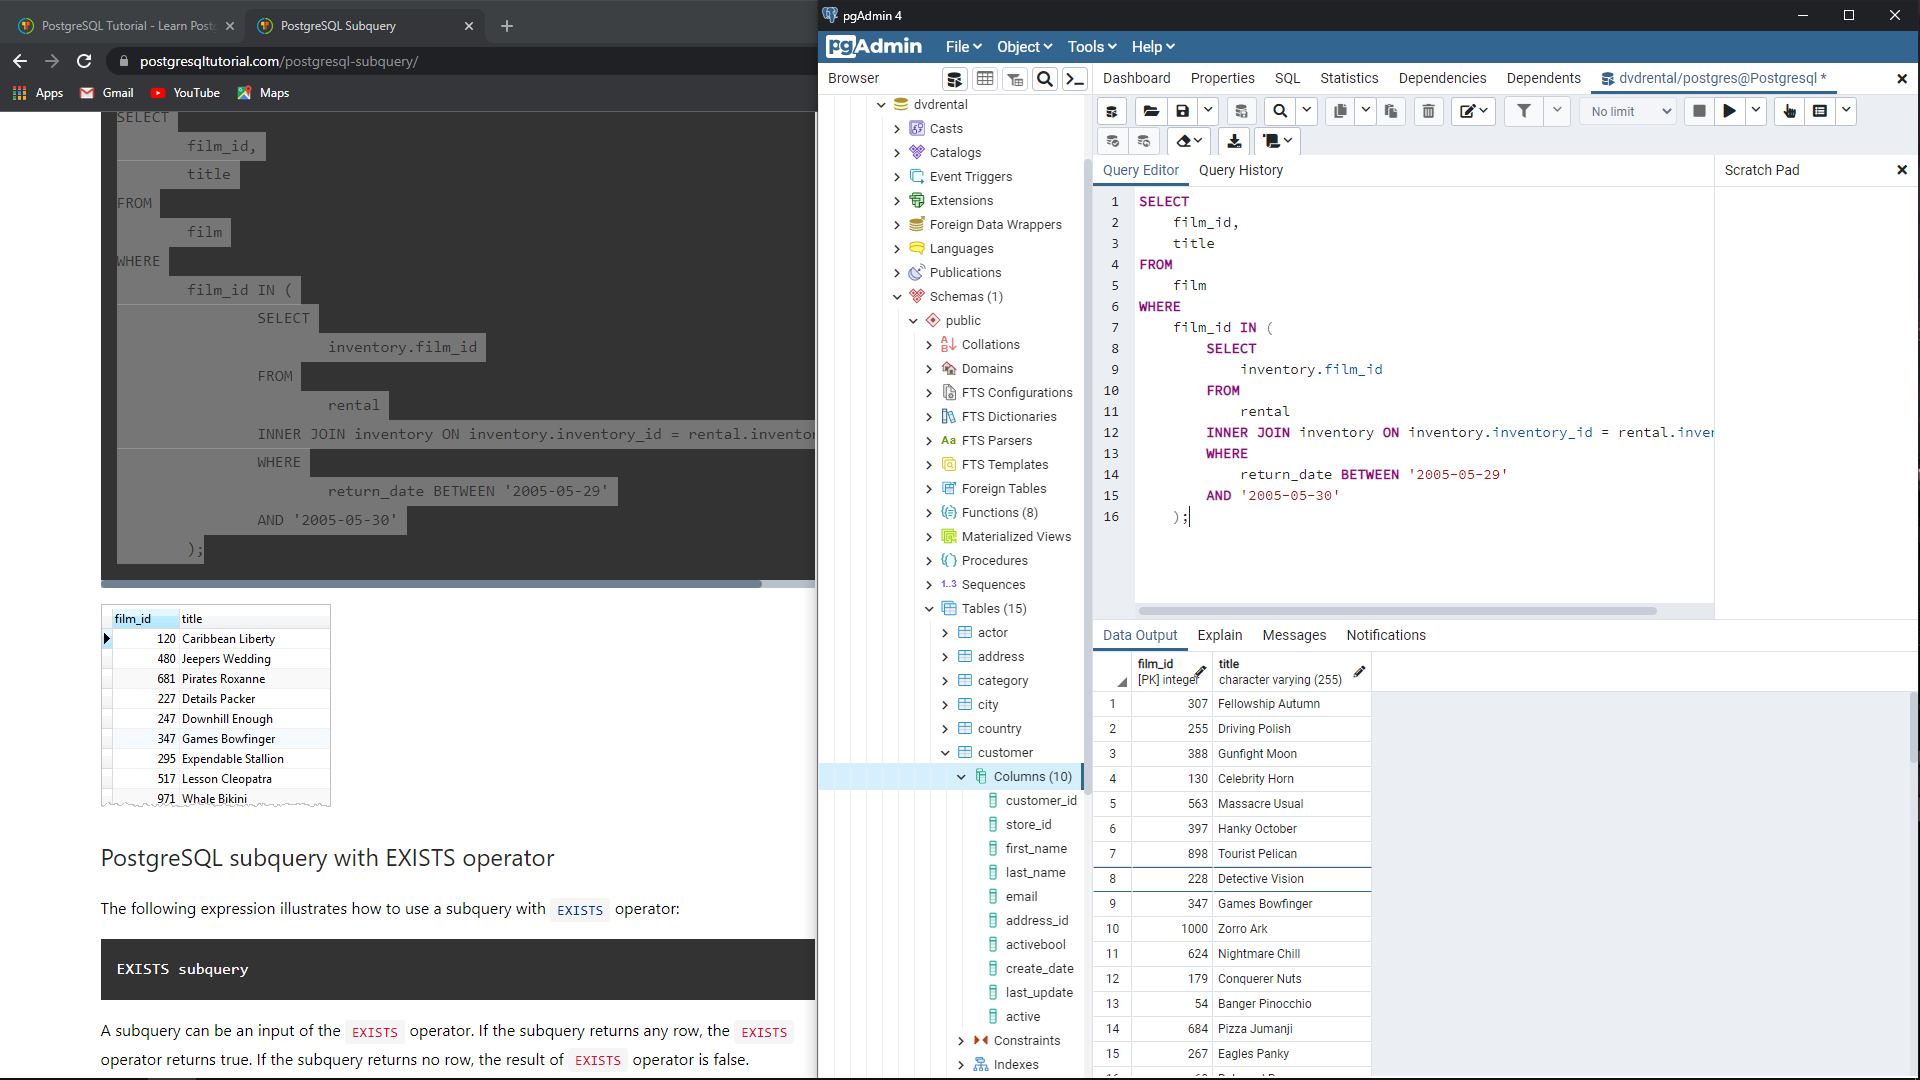 PostgreSQL Tutorial - Learn Post
PostgreSQL Subquery
postgresqltutorial.com/postgresql-subquery/
Apps
Gmail
YouTube
Maps
SELECT
film_id,
title
FROM
film
WHERE
film_id IN (
SELECT
inventory.film_id
FROM
rental
INNER JOIN inventory ON inventory.inventory_id = rental.inventor
WHERE
return_date BETWEEN '2005-05-29'
AND '2005-05-30'
);
film_id title
120 Caribbean Liberty
480 Jeepers Wedding
681 Pirates Roxanne
227 Details Packer
247 Downhill Enough
347 Games Bowfinger
295 Expendable Stallion
517 Lesson Cleopatra
971 Whale Bikini
PostgreSQL subquery with EXISTS operator
The following expression illustrates how to use a subquery with EXISTS operator:
EXISTS subquery
A subquery can be an input of the EXISTS operator. If the subquery returns any row, the EXISTS
operator returns true. If the subquery returns no row, the result of EXISTS operator is false.
pgAdmin 4
pgAdmin
File Object Tools Help
Browser
dvdrental
Casts
Catalogs
Event Triggers
Extensions
Foreign Data Wrappers
Languages
Publications
Schemas (1)
public
Collations
Domains
FTS Configurations
FTS Dictionaries
Aa FTS Parsers
FTS Templates
Foreign Tables
Functions (8)
Materialized Views
Procedures
1..3 Sequences
Tables (15)
actor
address
category
city
country
customer
Columns (10)
customer_id
store_id
first_name
last_name
email
address_id
activebool
create_date
last_update
active
Constraints
Indexes
Dashboard Properties SQL Statistics Dependencies Dependents dvdrental/postgres@Postgresql *
No limit
Query Editor Query History
Scratch Pad
1 SELECT
2 film_id,
3 title
4 FROM
5 film
6 WHERE
7 film_id IN (
8 SELECT
9 inventory.film_id
10 FROM
11 rental
12 INNER JOIN inventory ON inventory.inventory_id = rental.inver
13 WHERE
14 return_date BETWEEN '2005-05-29'
15 AND '2005-05-30'
16 );
Data Output Explain Messages Notifications
film_id title
[PK] integer character varying (255)
1 307 Fellowship Autumn
2 255 Driving Polish
3 388 Gunfight Moon
4 130 Celebrity Horn
5 563 Massacre Usual
6 397 Hanky October
7 898 Tourist Pelican
8 228 Detective Vision
9 347 Games Bowfinger
10 1000 Zorro Ark
11 624 Nightmare Chill
12 179 Conquerer Nuts
13 54 Banger Pinocchio
14 684 Pizza Jumanji
15 267 Eagles Panky